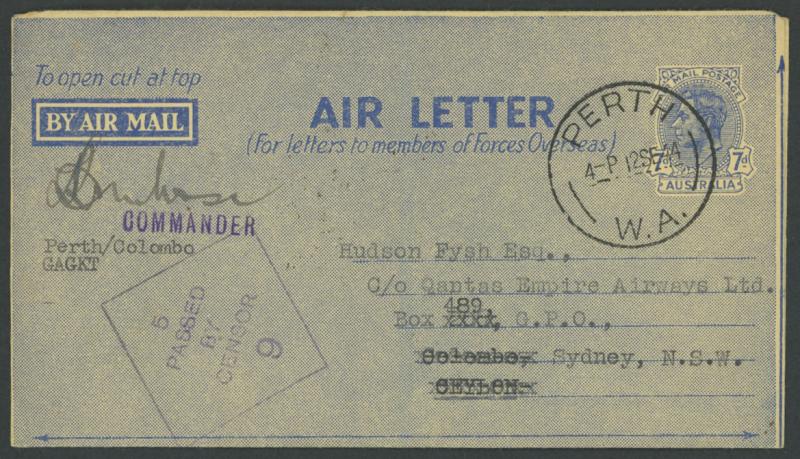 To open cut at top
BY AIR MAIL
AIR LETTER
(For letters to members of Forces Overseas)
MAIL POSTAGE
7d 7d
AUSTRALIA
PERTH
4-P 12SE44
W.A.
COMMANDER
Perth/Colombo
GAGKT
5
PASSED
BY
CENSOR
9
Hudson Fysh Esq.,
C/o Qantas Empire Airways Ltd.
489,
Box xxxx, G.P.O.,
Colombo, Sydney, N.S.W.
CEYLON